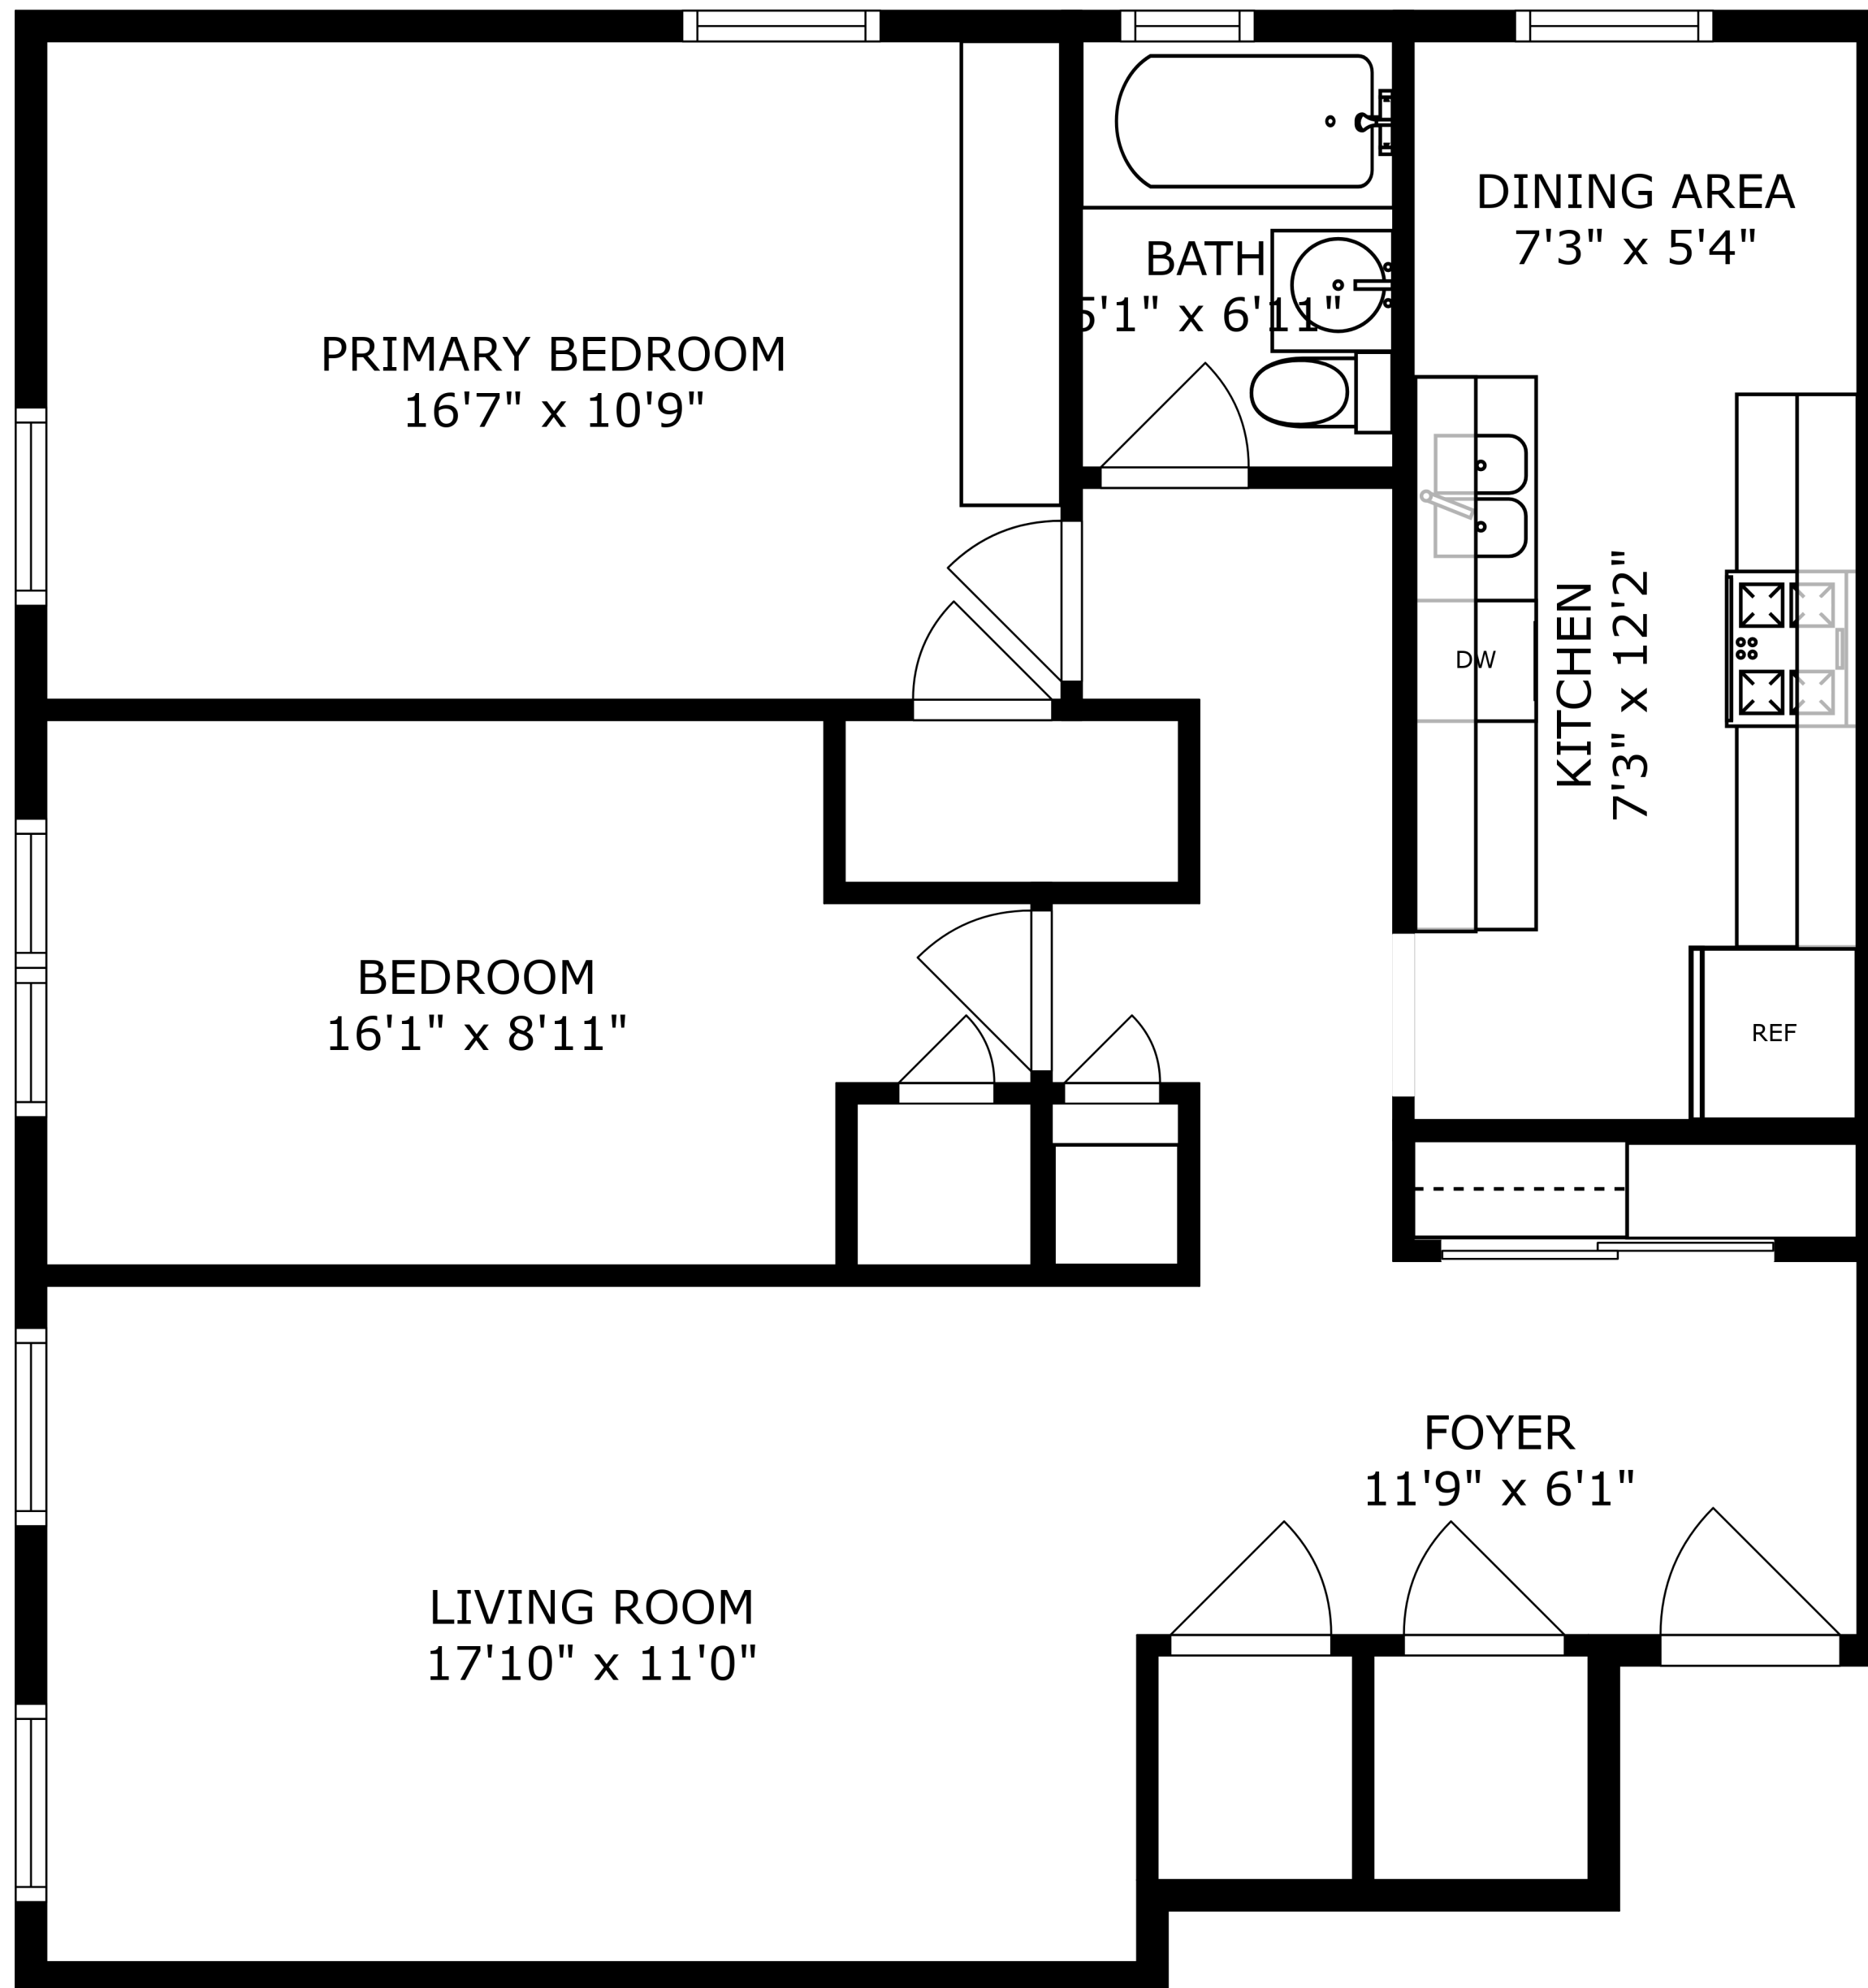 DINING AREA
7'3" x 5'4"
BATH
5'1" x 6'11"
PRIMARY BEDROOM
16'7" x 10'9"
KITCHEN
7'3" x 12'2"
DW
BEDROOM
16'1" x 8'11"
REF
FOYER
11'9" x 6'1"
LIVING ROOM
17'10" x 11'0"